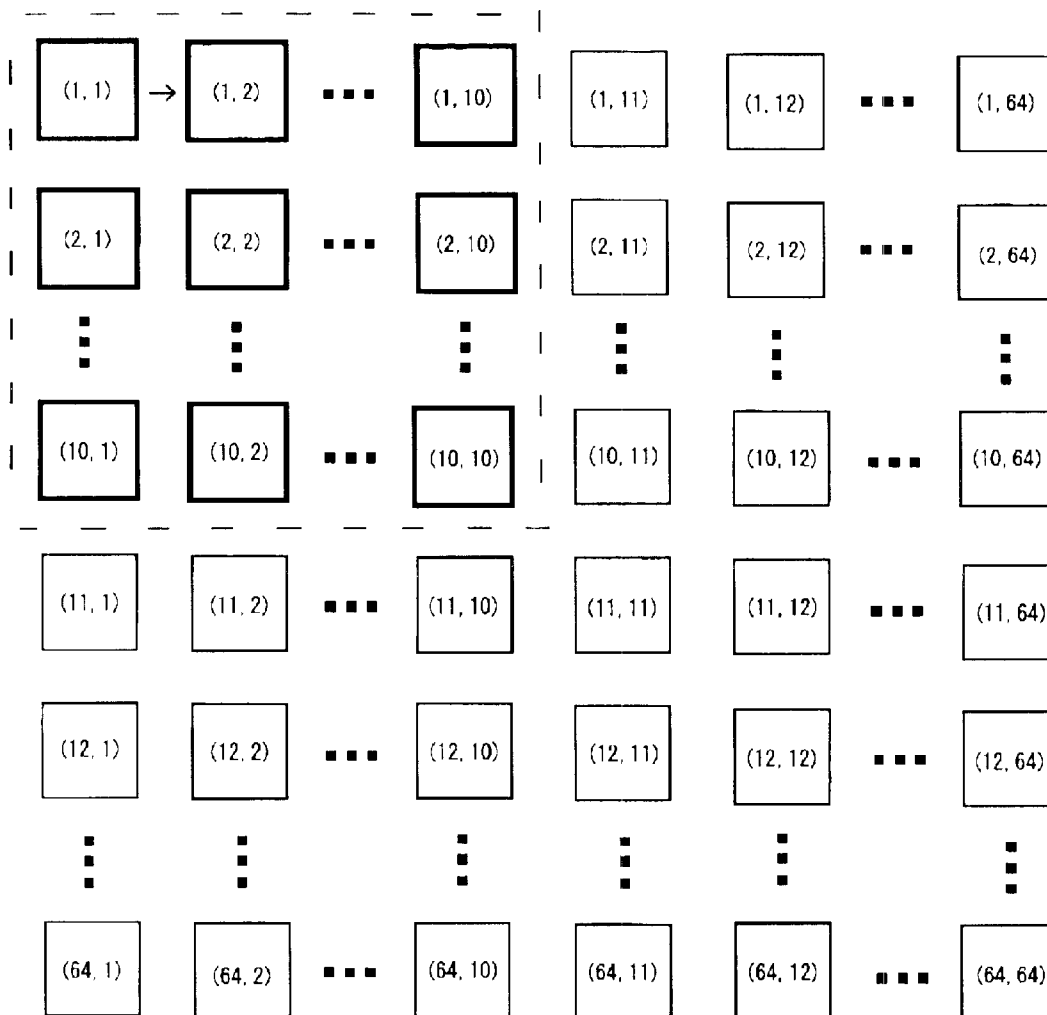 (1, 1) → (1, 2) ▪▪▪ (1, 10) (1, 11) (1, 12) ▪▪▪ (1, 64)
(2, 1) (2, 2) ▪▪▪ (2, 10) (2, 11) (2, 12) ▪▪▪ (2, 64)
(10, 1) (10, 2) ▪▪▪ (10, 10) (10, 11) (10, 12) ▪▪▪ (10, 64)
(11, 1) (11, 2) ▪▪▪ (11, 10) (11, 11) (11, 12) ▪▪▪ (11, 64)
(12, 1) (12, 2) ▪▪▪ (12, 10) (12, 11) (12, 12) ▪▪▪ (12, 64)
(64, 1) (64, 2) ▪▪▪ (64, 10) (64, 11) (64, 12) ▪▪▪ (64, 64)